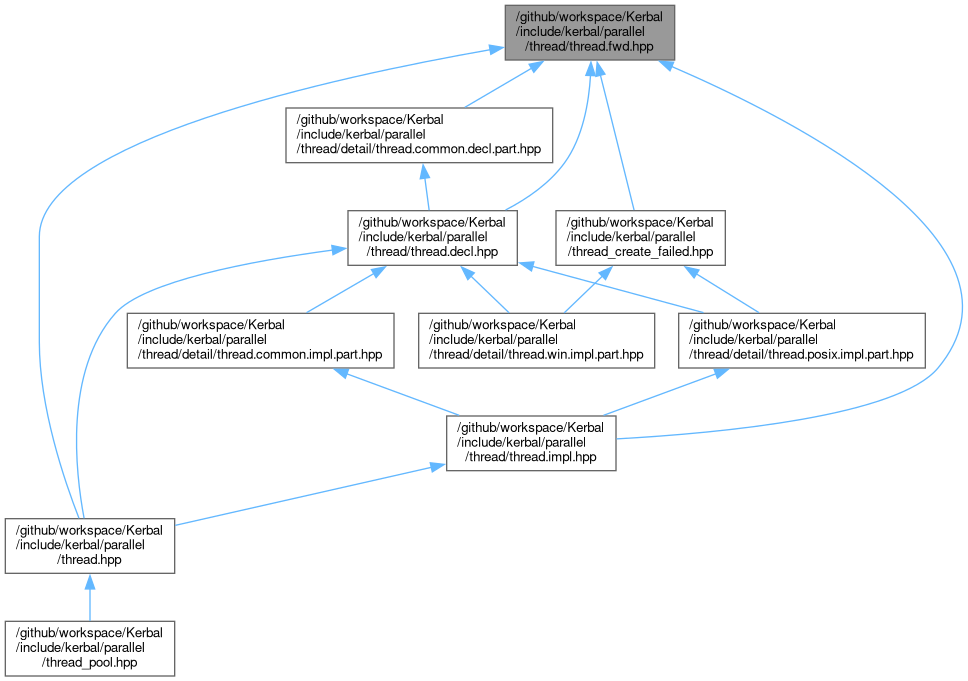 /github/workspace/Kerbal
/include/kerbal/parallel
/thread/thread.fwd.hpp
/github/workspace/Kerbal
/include/kerbal/parallel
/thread/detail/thread.common.decl.part.hpp
/github/workspace/Kerbal
/include/kerbal/parallel
/thread/thread.decl.hpp
/github/workspace/Kerbal
/include/kerbal/parallel
/thread_create_failed.hpp
/github/workspace/Kerbal
/include/kerbal/parallel
/thread/detail/thread.common.impl.part.hpp
/github/workspace/Kerbal
/include/kerbal/parallel
/thread/detail/thread.win.impl.part.hpp
/github/workspace/Kerbal
/include/kerbal/parallel
/thread/detail/thread.posix.impl.part.hpp
/github/workspace/Kerbal
/include/kerbal/parallel
/thread/thread.impl.hpp
/github/workspace/Kerbal
/include/kerbal/parallel
/thread.hpp
/github/workspace/Kerbal
/include/kerbal/parallel
/thread_pool.hpp